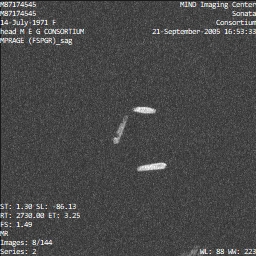 M87174545
M87174545
14-July-1971 F
head M E G CONSORTIUM
MPRAGE (FSPGR)_sag
MIND Imaging Center
Sonata
Consortium
21-September-2005 16:53:33
ST: 1.30 SL: -86.13
RT: 2730.00 ET: 3.25
FS: 1.49
MR
Images: 8/144
Series: 2
WL: 88 WW: 223